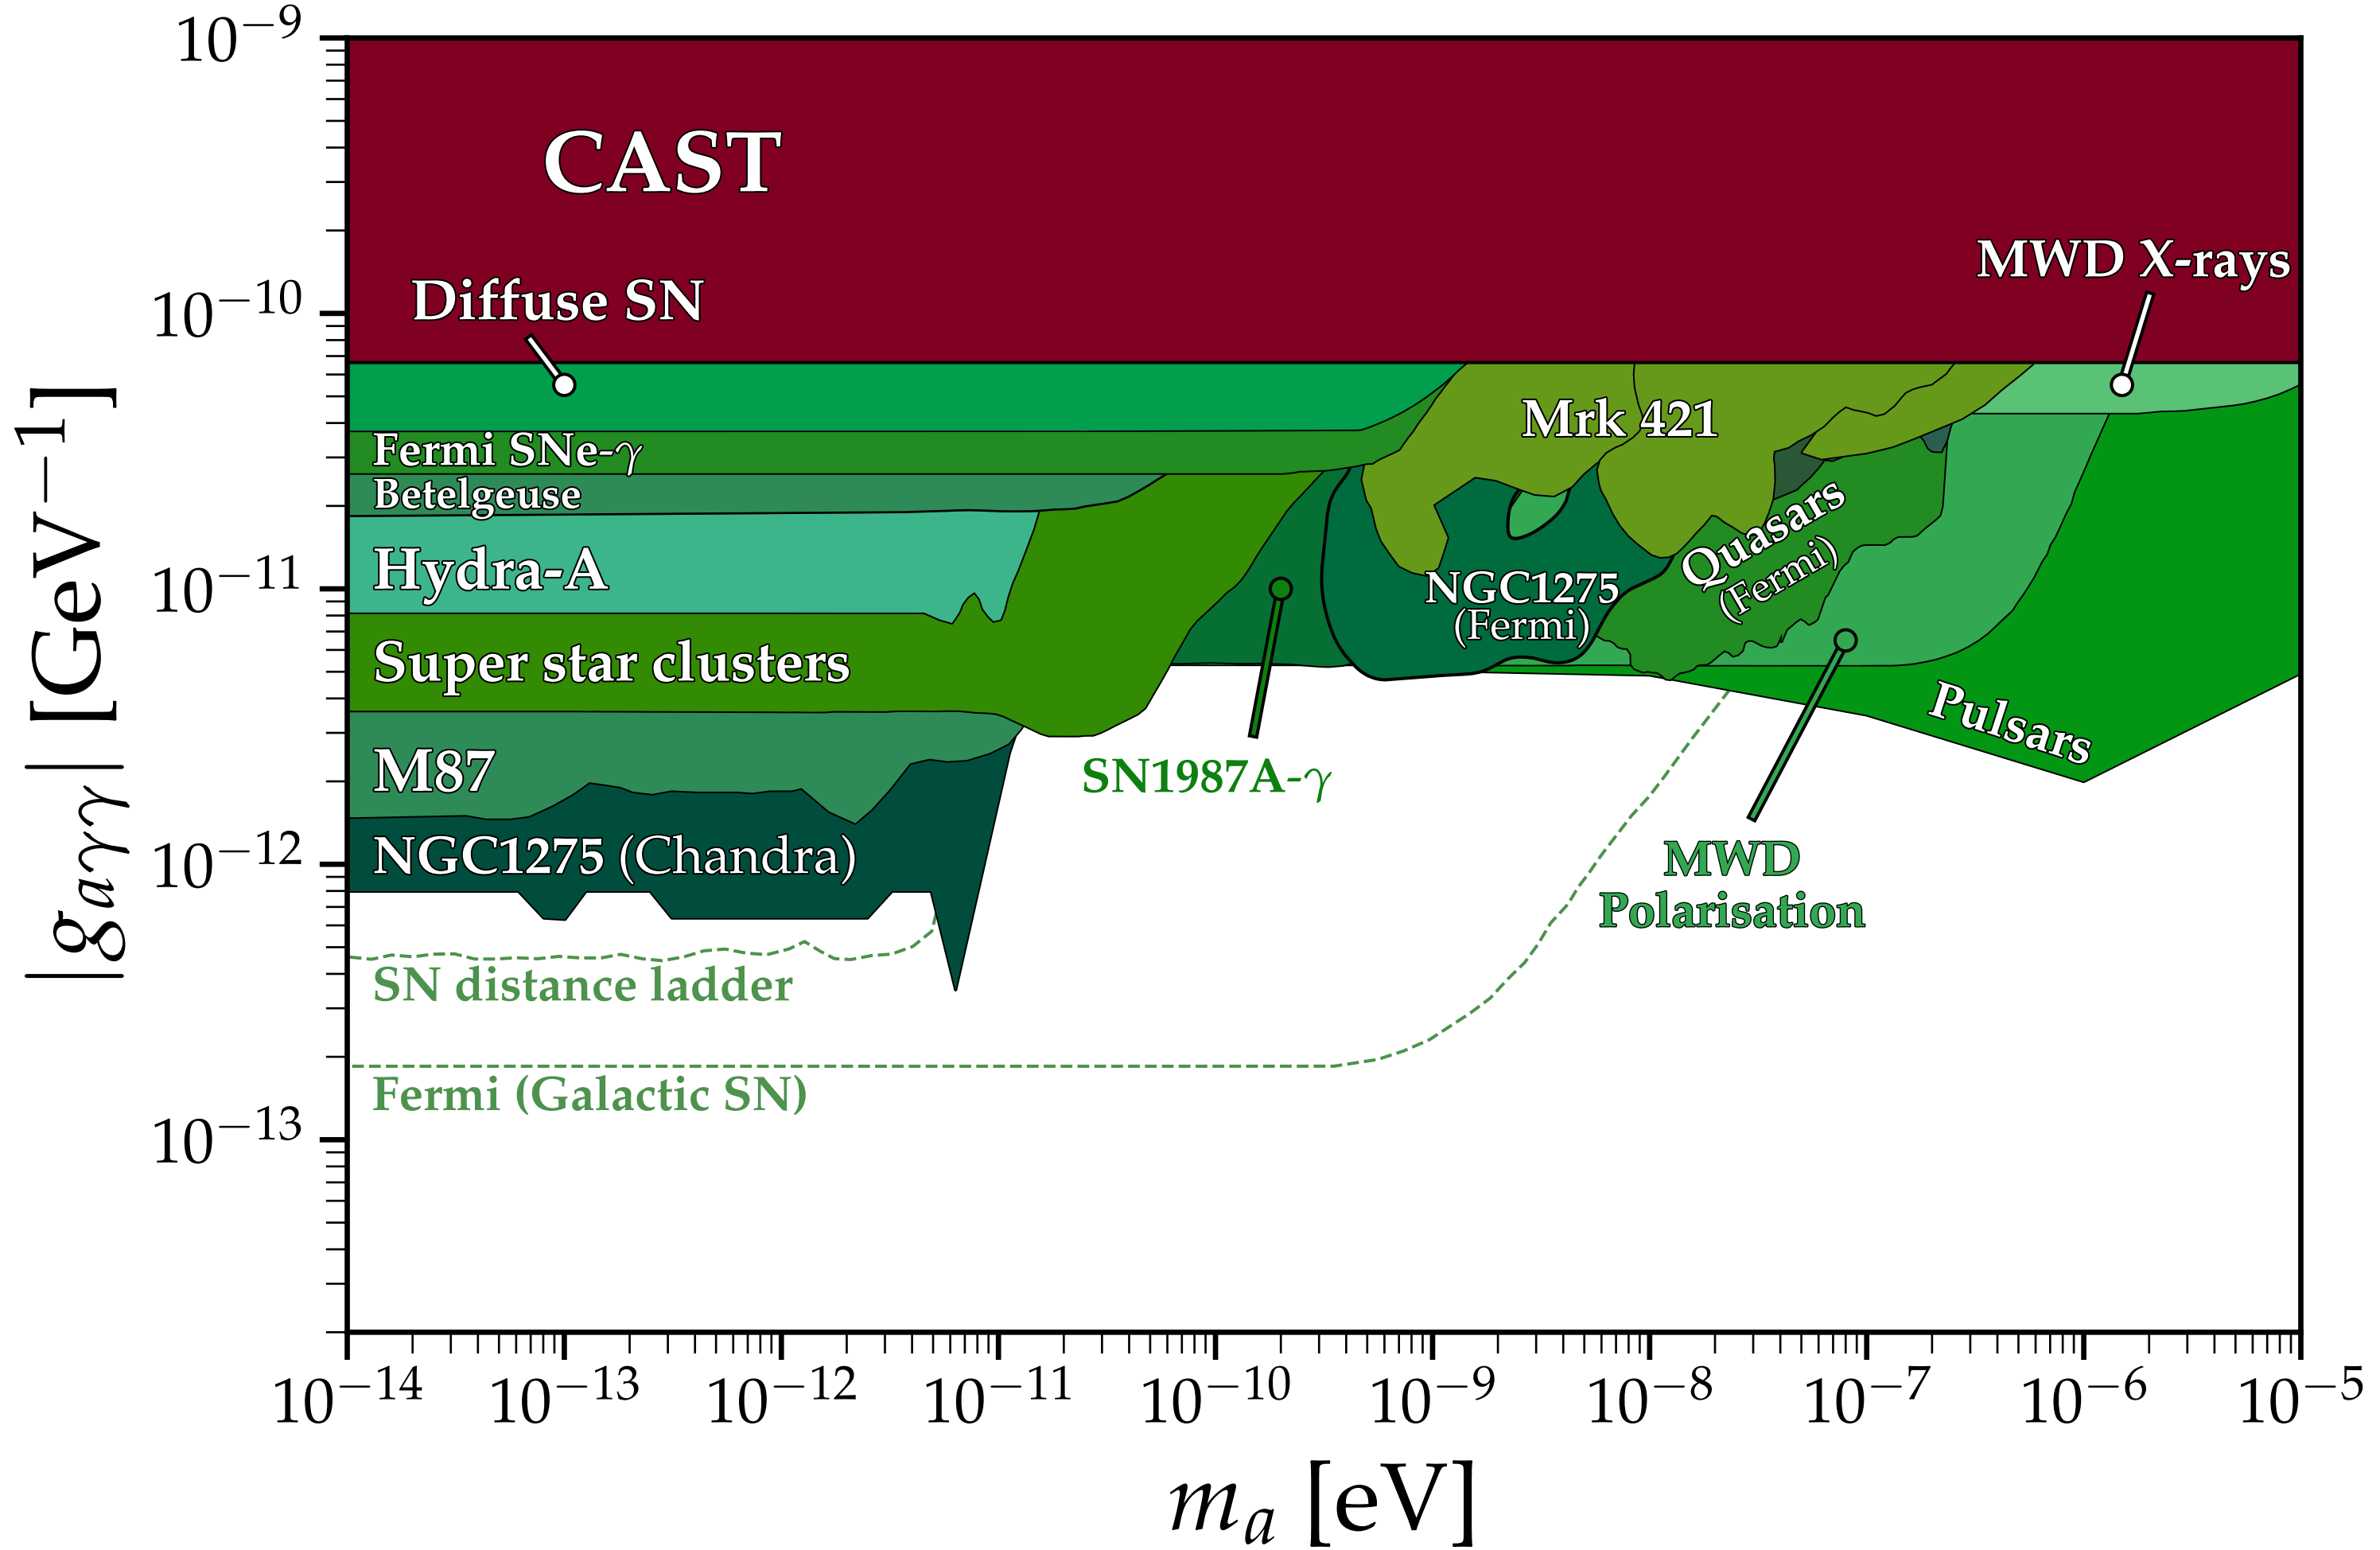 10⁻⁹
CAST
MWD X-rays
Diffuse SN
10⁻¹⁰
Mrk 421
Fermi SNe-γ
Betelgeuse
Quasars
(Fermi)
Hydra-A
10⁻¹¹
NGC1275
(Fermi)
Super star clusters
Pulsars
M87
SN1987A-γ
NGC1275 (Chandra)
10⁻¹²
MWD
Polarisation
SN distance ladder
Fermi (Galactic SN)
10⁻¹³
|g_{aγγ}| [GeV⁻¹]
10⁻¹⁴ 10⁻¹³ 10⁻¹² 10⁻¹¹ 10⁻¹⁰ 10⁻⁹ 10⁻⁸ 10⁻⁷ 10⁻⁶ 10⁻⁵
mₐ [eV]